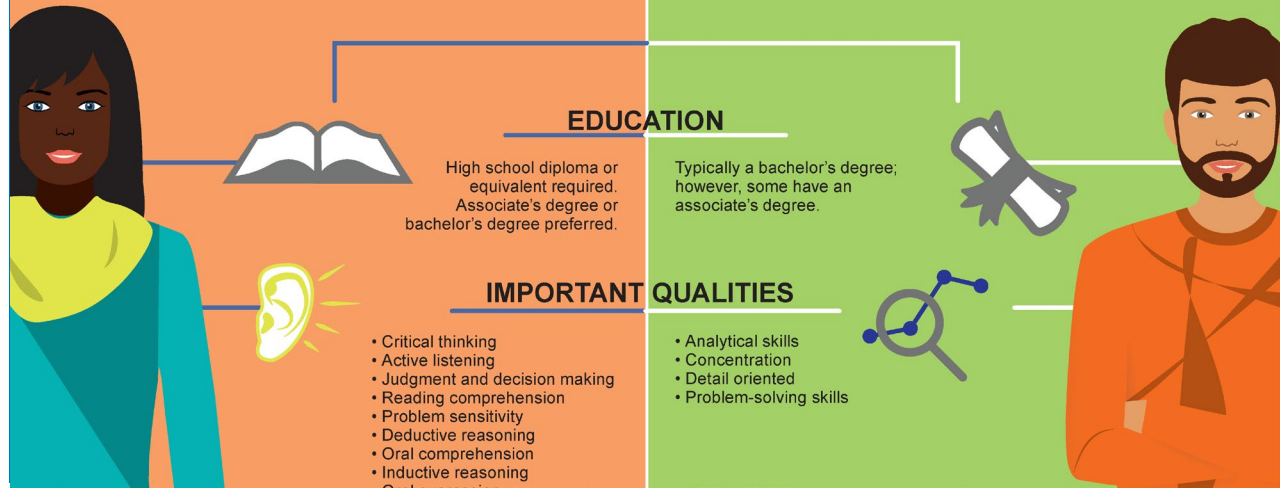 EDUCATION
High school diploma or
equivalent required.
Associate's degree or
bachelor's degree preferred.
Typically a bachelor's degree;
however, some have an
associate's degree.
IMPORTANT QUALITIES
• Critical thinking
• Active listening
• Judgment and decision making
• Reading comprehension
• Problem sensitivity
• Deductive reasoning
• Oral comprehension
• Inductive reasoning
• Analytical skills
• Concentration
• Detail oriented
• Problem-solving skills